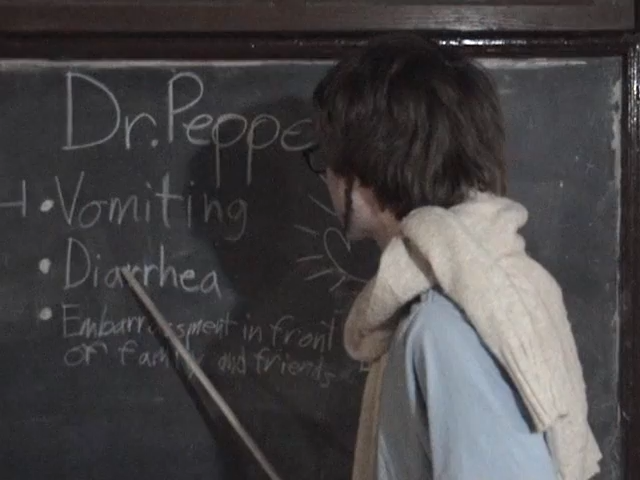 Dr. Peppe
• Vomiting
• Diarrhea
• Embarrassment in front
of family and friends